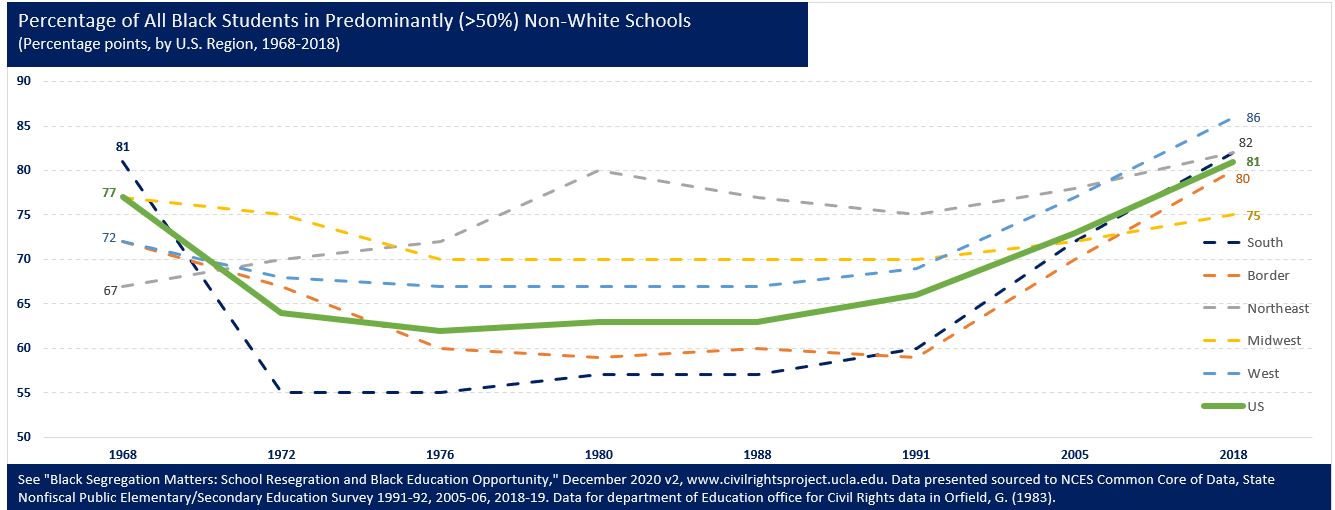 Percentage of All Black Students in Predominantly (>50%) Non-White Schools
(Percentage points, by U.S. Region, 1968-2018)
90
85
80
75
70
65
60
55
50
81
77
72
67
86
82
81
80
75
South
Border
Northeast
Midwest
West
US
1968 1972 1976 1980 1988 1991 2005 2018
See "Black Segregation Matters: School Resegration and Black Education Opportunity," December 2020 v2, www.civilrightsproject.ucla.edu. Data presented sourced to NCES Common Core of Data, State
Nonfiscal Public Elementary/Secondary Education Survey 1991-92, 2005-06, 2018-19. Data for department of Education office for Civil Rights data in Orfield, G. (1983).